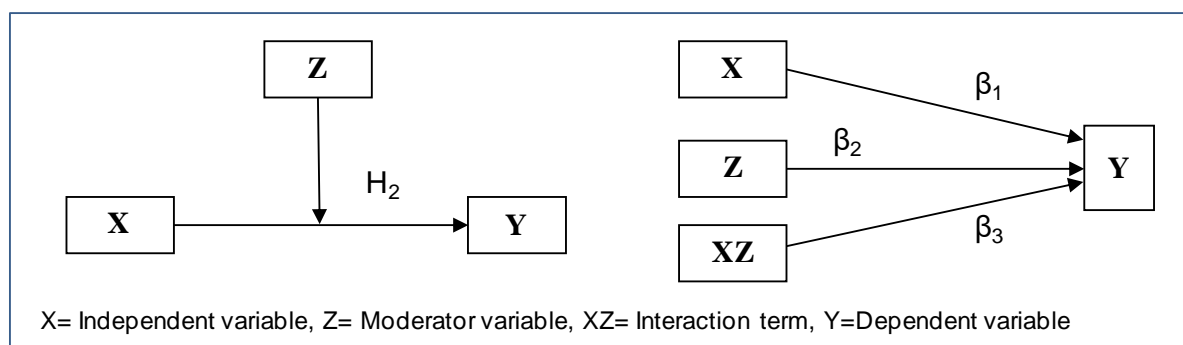 Z
H₂
X
Y
X
β₁
Z
β₂
XZ
β₃
Y
X= Independent variable, Z= Moderator variable, XZ= Interaction term, Y=Dependent variable